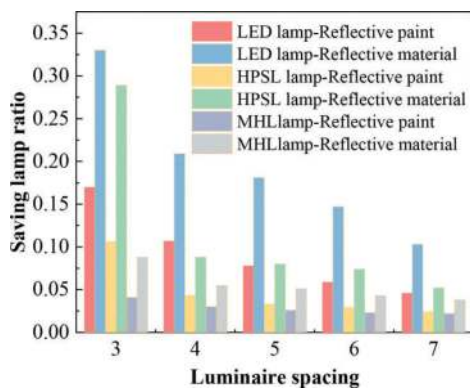 LED lamp-Reflective paint
LED lamp-Reflective material
HPSL lamp-Reflective paint
HPSL lamp-Reflective material
MHLlamp-Reflective paint
MHLlamp-Reflective material
Saving lamp ratio
0.35
0.30
0.25
0.20
0.15
0.10
0.05
0.00
3 4 5 6 7
Luminaire spacing